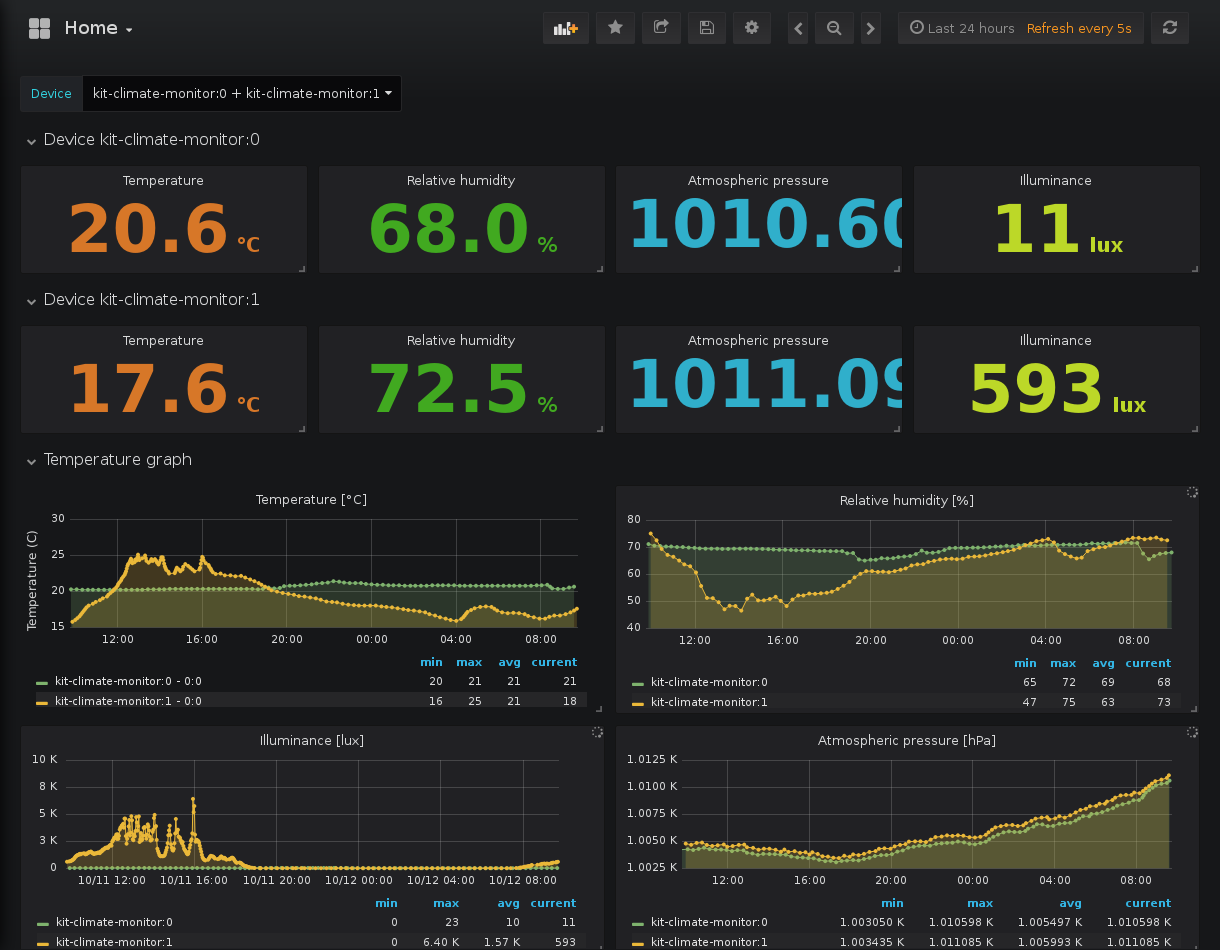 Home
Last 24 hours Refresh every 5s
Device kit-climate-monitor:0 + kit-climate-monitor:1
Device kit-climate-monitor:0
Temperature Relative humidity Atmospheric pressure Illuminance
20.6 °C 68.0 % 1010.60 11 lux
Device kit-climate-monitor:1
Temperature Relative humidity Atmospheric pressure Illuminance
17.6 °C 72.5 % 1011.09 593 lux
Temperature graph
Temperature [°C]
Temperature (C)
30
25
20
15
12:00 16:00 20:00 00:00 04:00 08:00
min max avg current
kit-climate-monitor:0 - 0:0 20 21 21 21
kit-climate-monitor:1 - 0:0 16 25 21 18
Relative humidity [%]
80
70
60
50
40
12:00 16:00 20:00 00:00 04:00 08:00
min max avg current
kit-climate-monitor:0 65 72 69 68
kit-climate-monitor:1 47 75 63 73
Illuminance [lux]
10 K
8 K
5 K
3 K
0
10/11 12:00 10/11 16:00 10/11 20:00 10/12 00:00 10/12 04:00 10/12 08:00
min max avg current
kit-climate-monitor:0 0 23 10 11
kit-climate-monitor:1 0 6.40 K 1.57 K 593
Atmospheric pressure [hPa]
1.0125 K
1.0100 K
1.0075 K
1.0050 K
1.0025 K
12:00 16:00 20:00 00:00 04:00 08:00
min max avg current
kit-climate-monitor:0 1.003050 K 1.010598 K 1.005497 K 1.010598 K
kit-climate-monitor:1 1.003435 K 1.011085 K 1.005993 K 1.011085 K